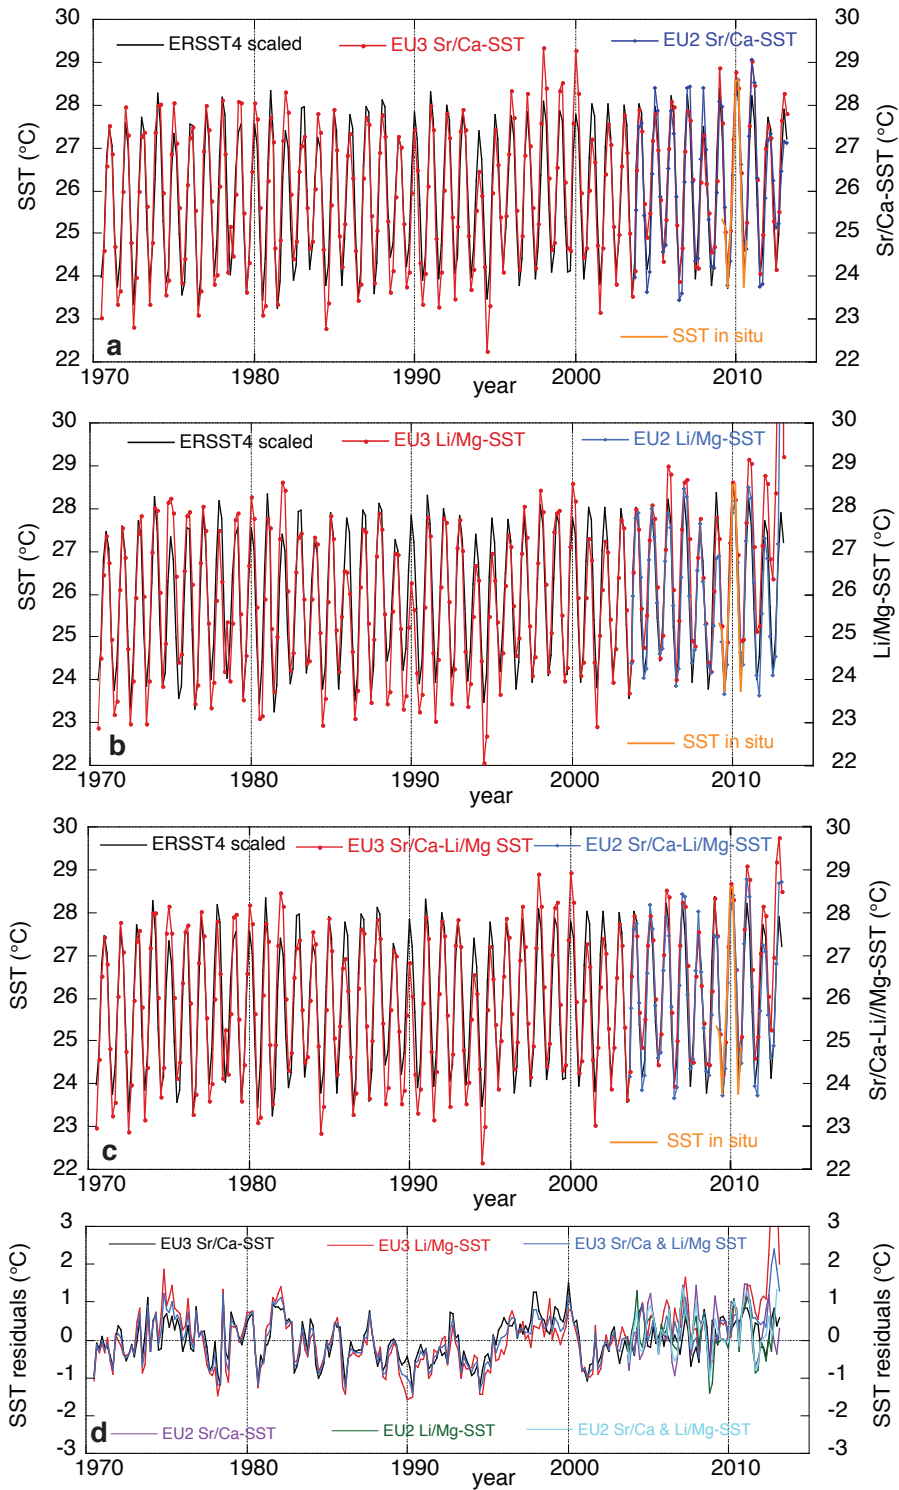 30 30
ERSST4 scaled EU3 Sr/Ca-SST EU2 Sr/Ca-SST
29 29
28 28
27 27
26 26
25 25
24 24
23 23
SST in situ
22 22
SST (°C)
Sr/Ca-SST (°C)
a
1970 1980 1990 2000 2010
year
30 30
ERSST4 scaled EU3 Li/Mg-SST EU2 Li/Mg-SST
29 29
28 28
27 27
26 26
25 25
24 24
23 23
SST in situ
22 22
SST (°C)
Li/Mg-SST (°C)
b
1970 1980 1990 2000 2010
year
30 30
ERSST4 scaled EU3 Sr/Ca-Li/Mg SST EU2 Sr/Ca-Li/Mg-SST
29 29
28 28
27 27
26 26
25 25
24 24
23 23
SST in situ
22 22
SST (°C)
Sr/Ca-Li//Mg-SST (°C)
c
1970 1980 1990 2000 2010
year
3 3
EU3 Sr/Ca-SST EU3 Li/Mg-SST EU3 Sr/Ca & Li/Mg SST
2 2
1 1
0 0
-1 -1
-2 -2
EU2 Sr/Ca-SST EU2 Li/Mg-SST EU2 Sr/Ca & Li/Mg-SST
-3 -3
SST residuals (°C)
SST residuals (°C)
d
1970 1980 1990 2000 2010
year